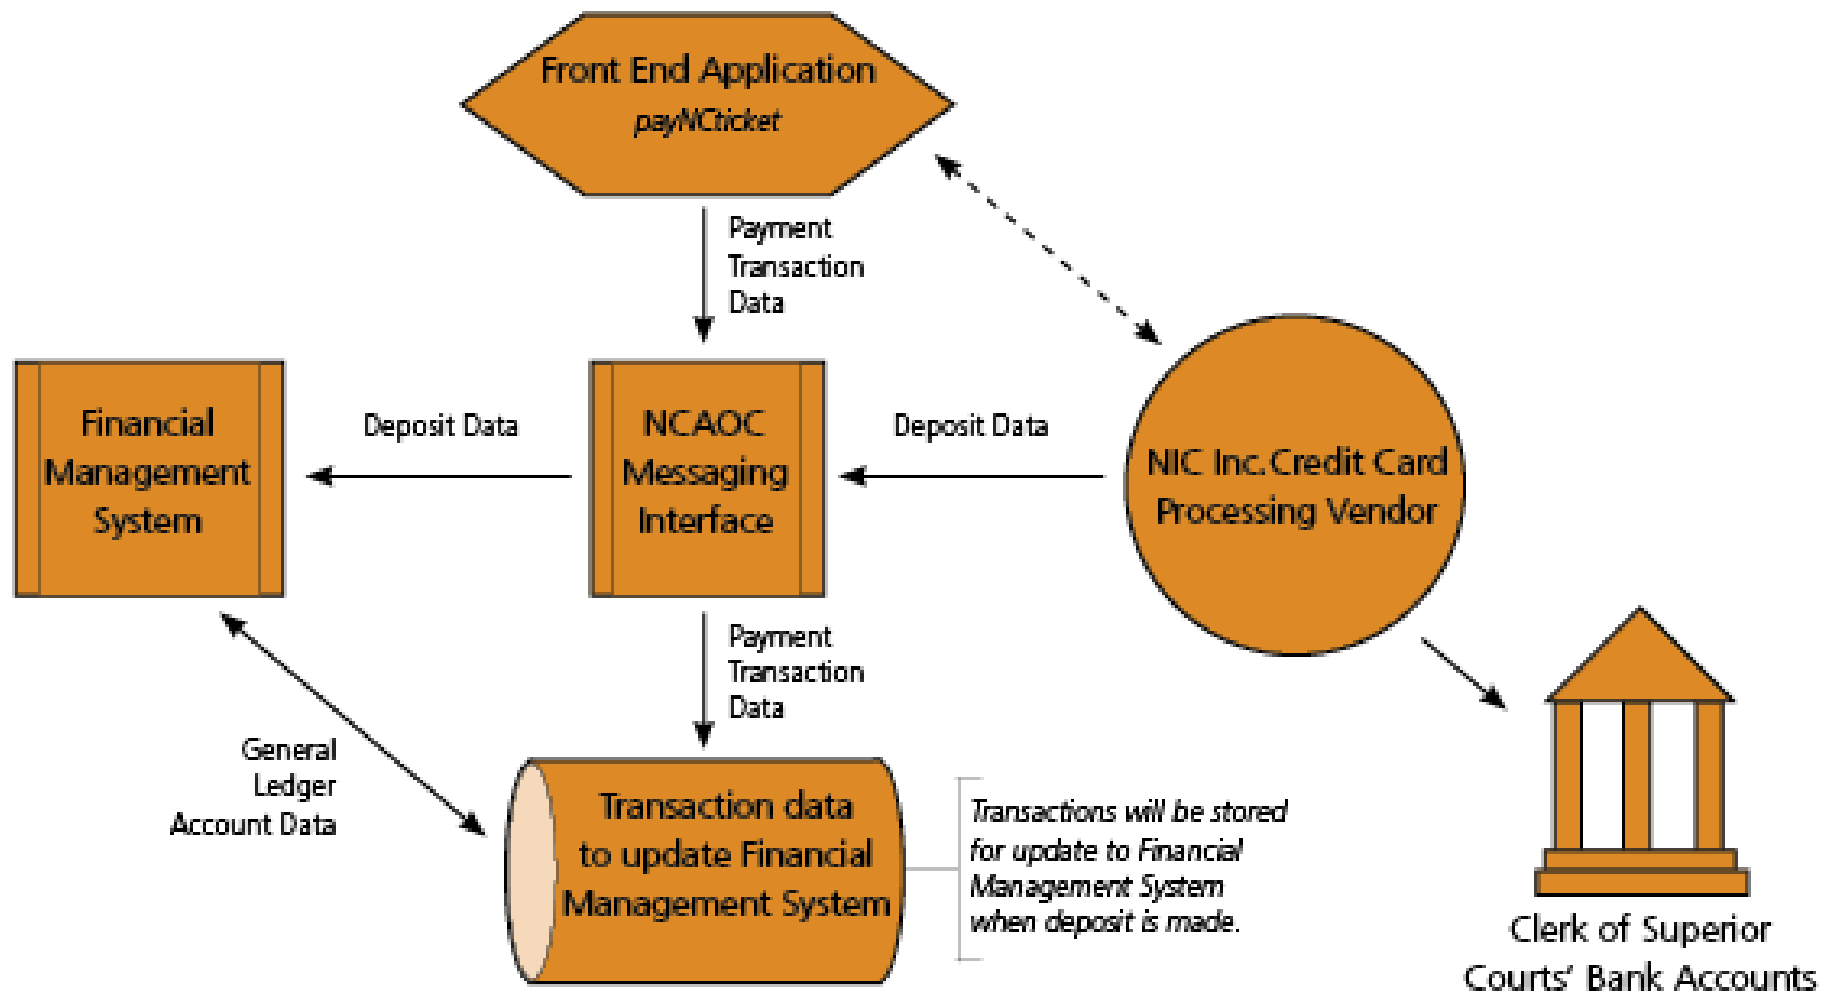 Front End Application
payNCticket
Payment
Transaction
Data
Financial
Management
System
Deposit Data
NCAOC
Messaging
Interface
Deposit Data
NIC Inc. Credit Card
Processing Vendor
Payment
Transaction
Data
General
Ledger
Account Data
Transaction data
to update Financial
Management System
Transactions will be stored
for update to Financial
Management System
when deposit is made.
Clerk of Superior
Courts' Bank Accounts